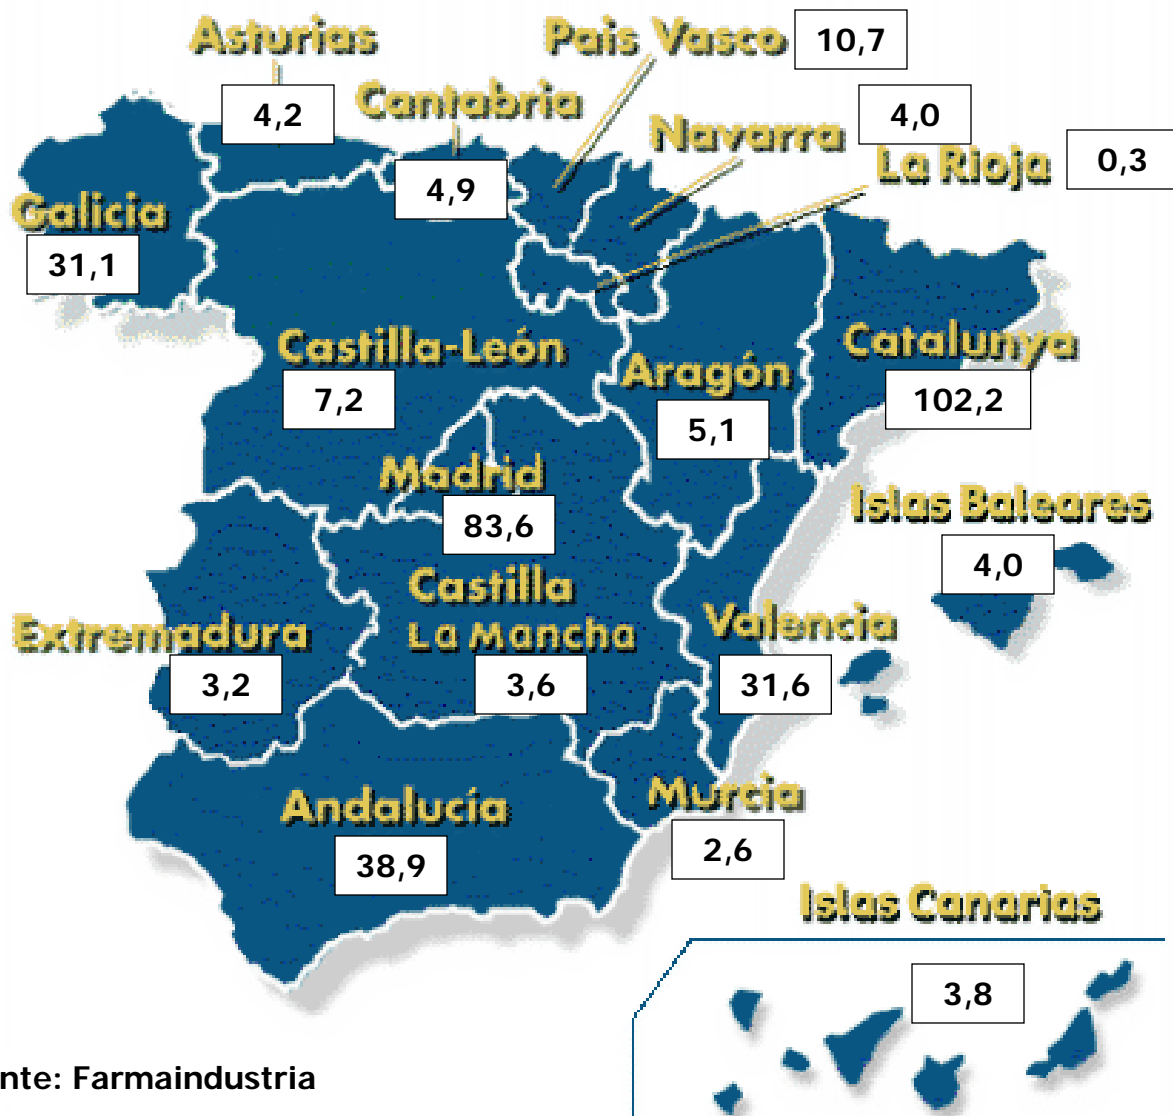 Asturias
4,2
Pais Vasco
10,7
Cantabria
4,9
Navarra
4,0
La Rioja
0,3
Galicia
31,1
Castilla-León
7,2
Aragón
5,1
Catalunya
102,2
Madrid
83,6
Islas Baleares
4,0
Castilla
La Mancha
3,6
Extremadura
3,2
Valencia
31,6
Andalucía
38,9
Murcia
2,6
Islas Canarias
3,8
nte: Farmaindustria